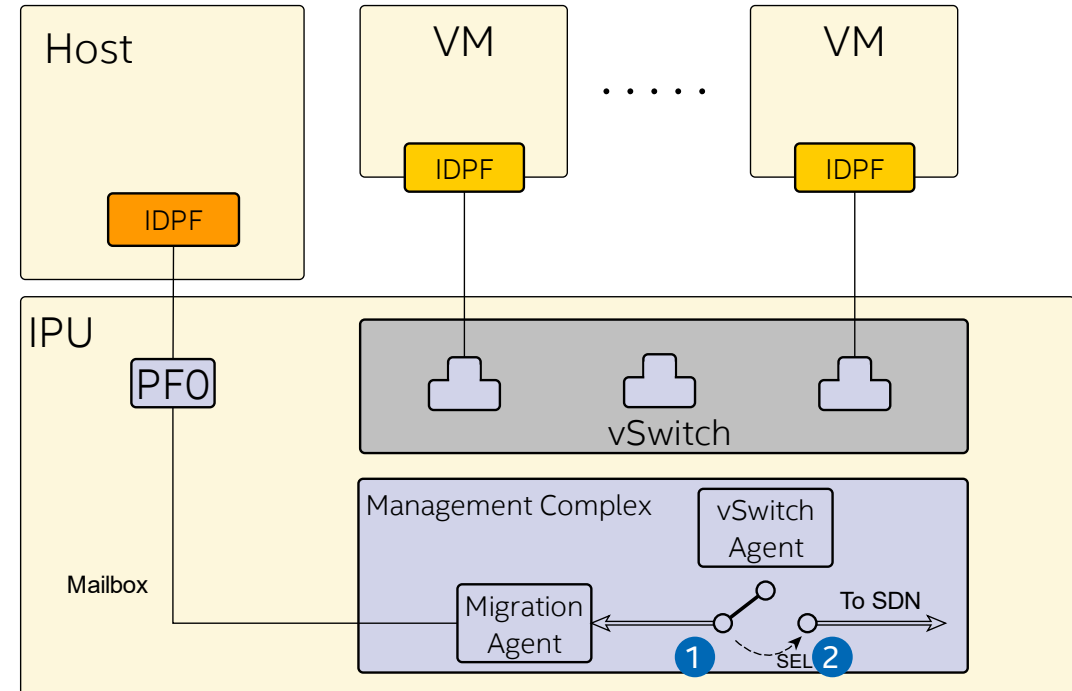 Host
VM
.....
VM
IDPF
IDPF
IDPF
IPU
PF0
vSwitch
Management Complex
vSwitch
Agent
Mailbox
Migration
Agent
To SDN
1
SEL
2